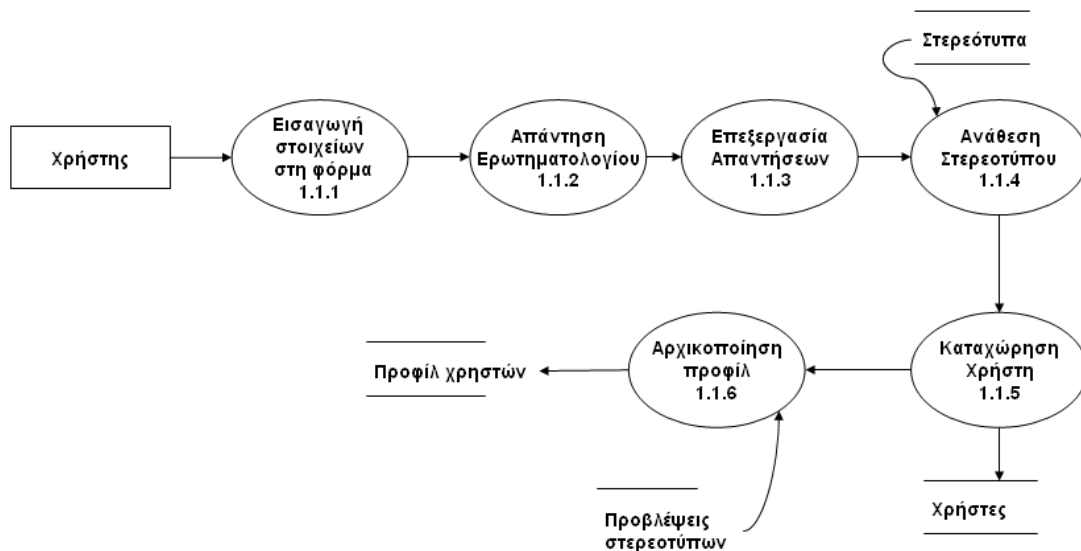 Στερεότυπα
Χρήστης
Εισαγωγή
στοιχείων
στη φόρμα
1.1.1
Απάντηση
Ερωτηματολογίου
1.1.2
Επεξεργασία
Απαντήσεων
1.1.3
Ανάθεση
Στερεοτύπου
1.1.4
Καταχώρηση
Χρήστη
1.1.5
Αρχικοποίηση
προφίλ
1.1.6
Προφίλ χρηστών
Χρήστες
Προβλέψεις
στερεοτύπων